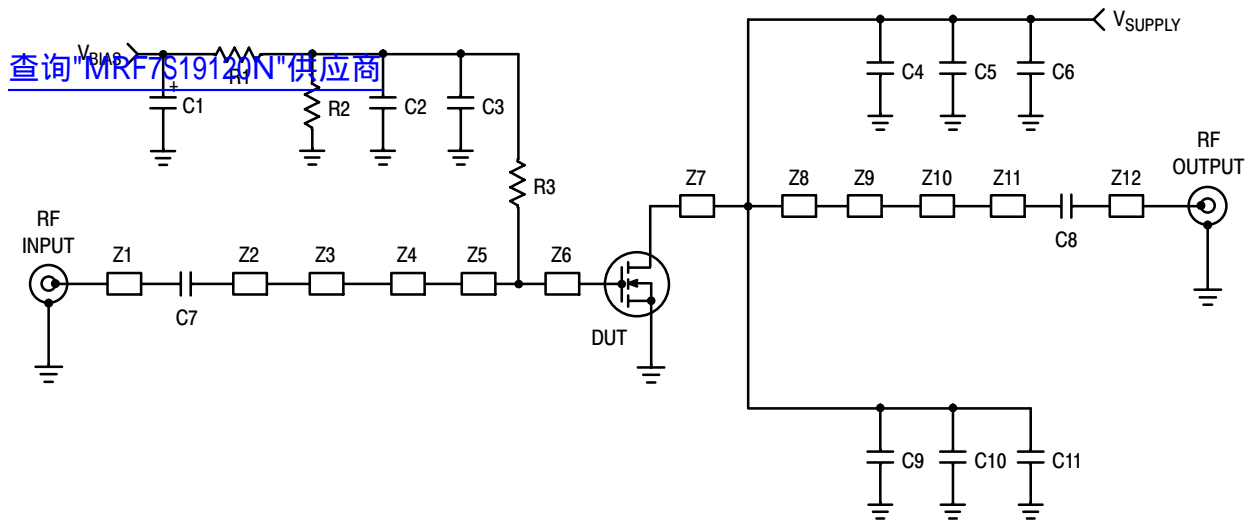 VBIAS
查询"MRF7S19120N"供应商
R1
+
C1
R2
C2
C3
R3
VSUPPLY
C4
C5
C6
RF
INPUT
Z1
C7
Z2
Z3
Z4
Z5
Z6
DUT
Z7
Z8
Z9
Z10
Z11
C8
Z12
RF
OUTPUT
C9
C10
C11